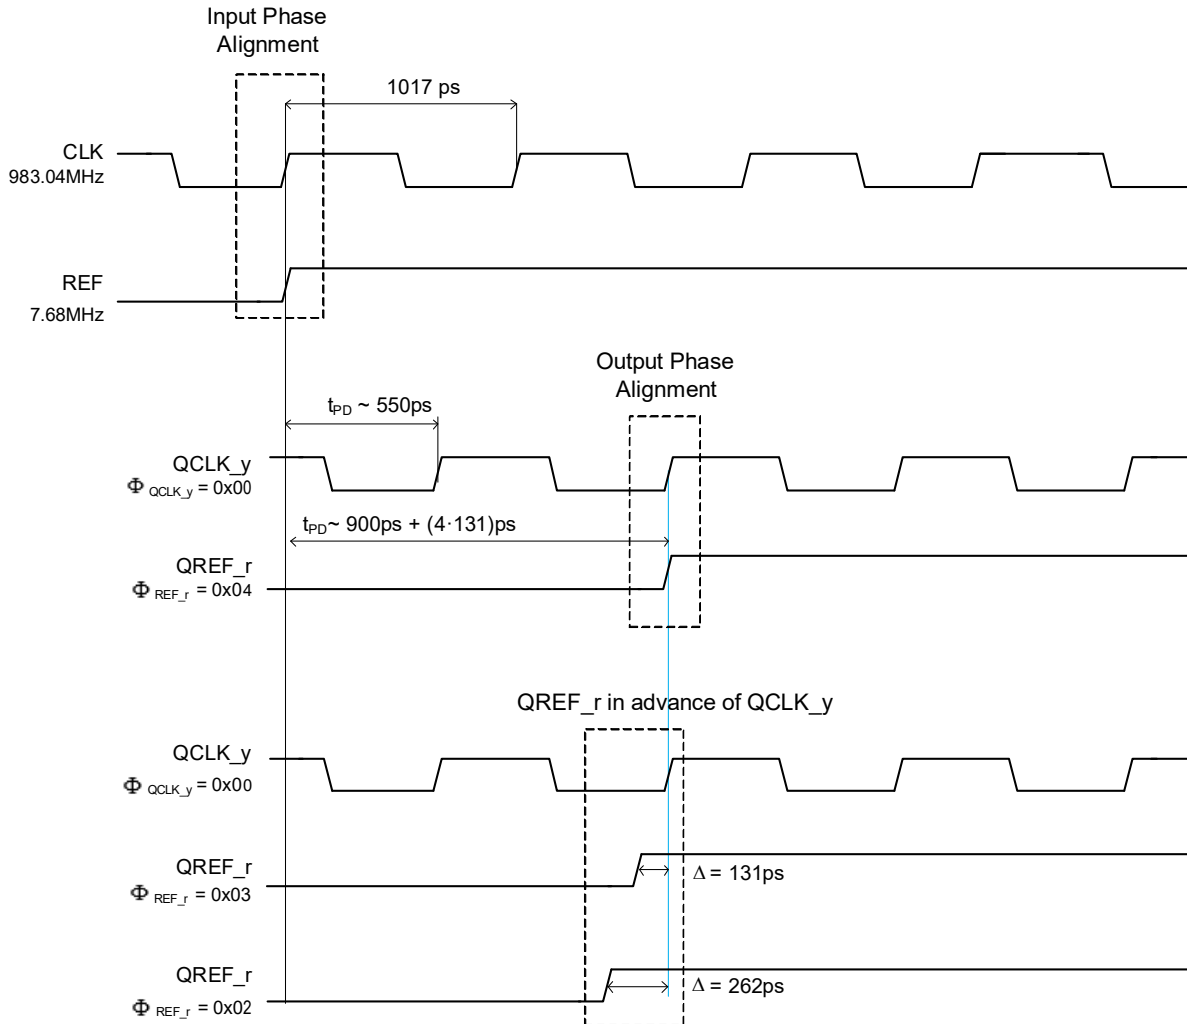 Input Phase
Alignment
1017 ps
CLK
983.04MHz
REF
7.68MHz
Output Phase
Alignment
tPD ~ 550ps
QCLK_y
Φ QCLK_y = 0x00
tPD~ 900ps + (4·131)ps
QREF_r
Φ REF_r = 0x04
QREF_r in advance of QCLK_y
QCLK_y
Φ QCLK_y = 0x00
QREF_r
Δ = 131ps
Φ REF_r = 0x03
QREF_r
Δ = 262ps
Φ REF_r = 0x02